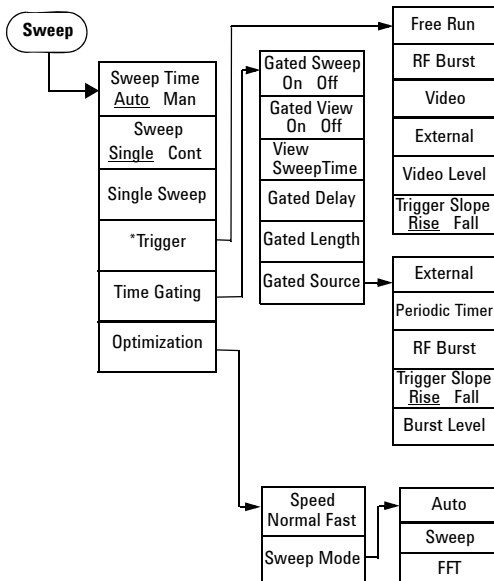 Sweep
Sweep Time
Auto Man
Sweep
Single Cont
Single Sweep
*Trigger
Time Gating
Optimization
Gated Sweep
On Off
Gated View
On Off
View
SweepTime
Gated Delay
Gated Length
Gated Source
Free Run
RF Burst
Video
External
Video Level
Trigger Slope
Rise Fall
External
Periodic Timer
RF Burst
Trigger Slope
Rise Fall
Burst Level
Speed
Normal Fast
Sweep Mode
Auto
Sweep
FFT